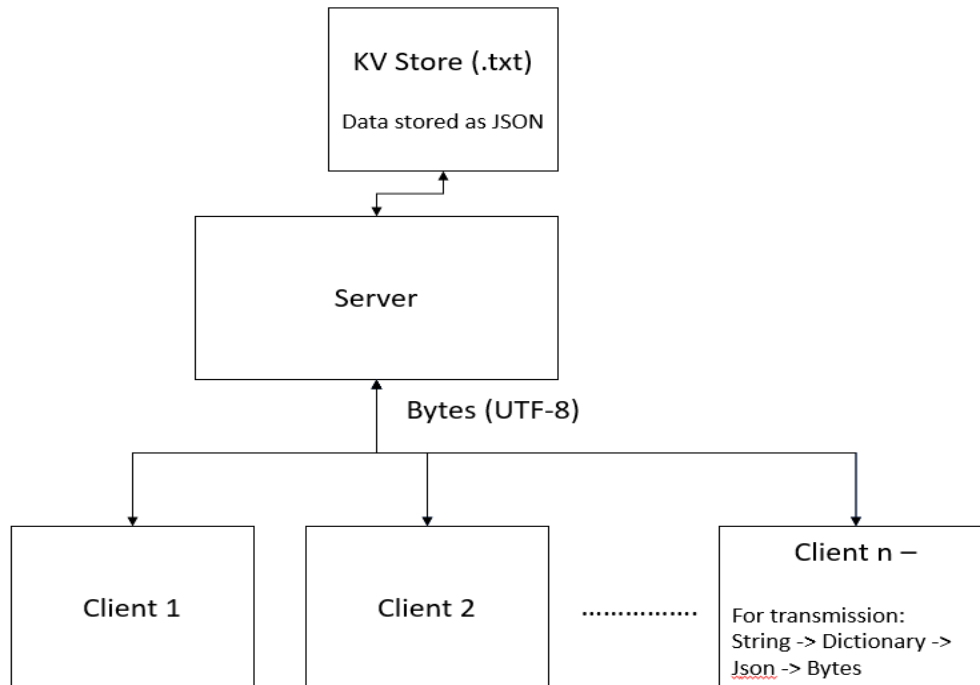 KV Store (.txt)
Data stored as JSON
Server
Bytes (UTF-8)
Client 1
Client 2
................
Client n –
For transmission:
String -> Dictionary ->
Json -> Bytes